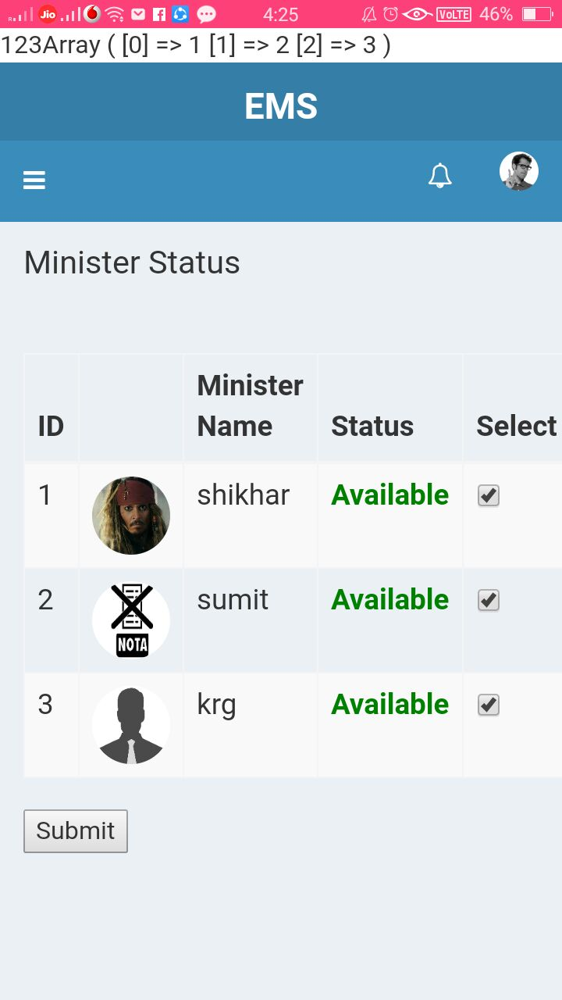 Jio 4:25 VoLTE 46%
123Array ( [0] => 1 [1] => 2 [2] => 3 )
EMS
Minister Status
ID Minister Name Status Select
1 shikhar Available
2 NOTA sumit Available
3 krg Available
Submit